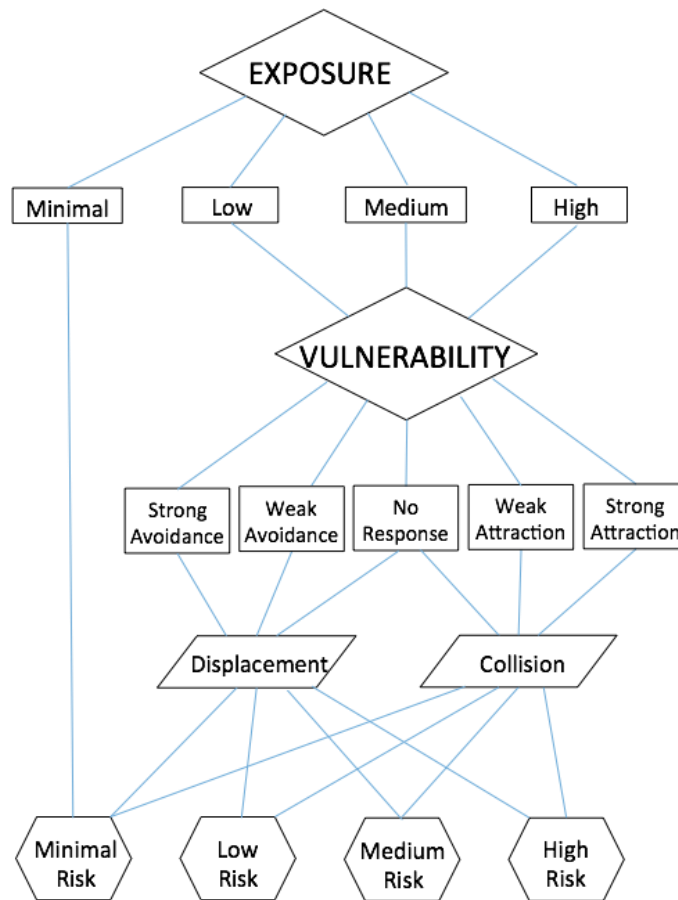 EXPOSURE
Minimal
Low
Medium
High
VULNERABILITY
Strong
Avoidance
Weak
Avoidance
No
Response
Weak
Attraction
Strong
Attraction
Displacement
Collision
Minimal
Risk
Low
Risk
Medium
Risk
High
Risk